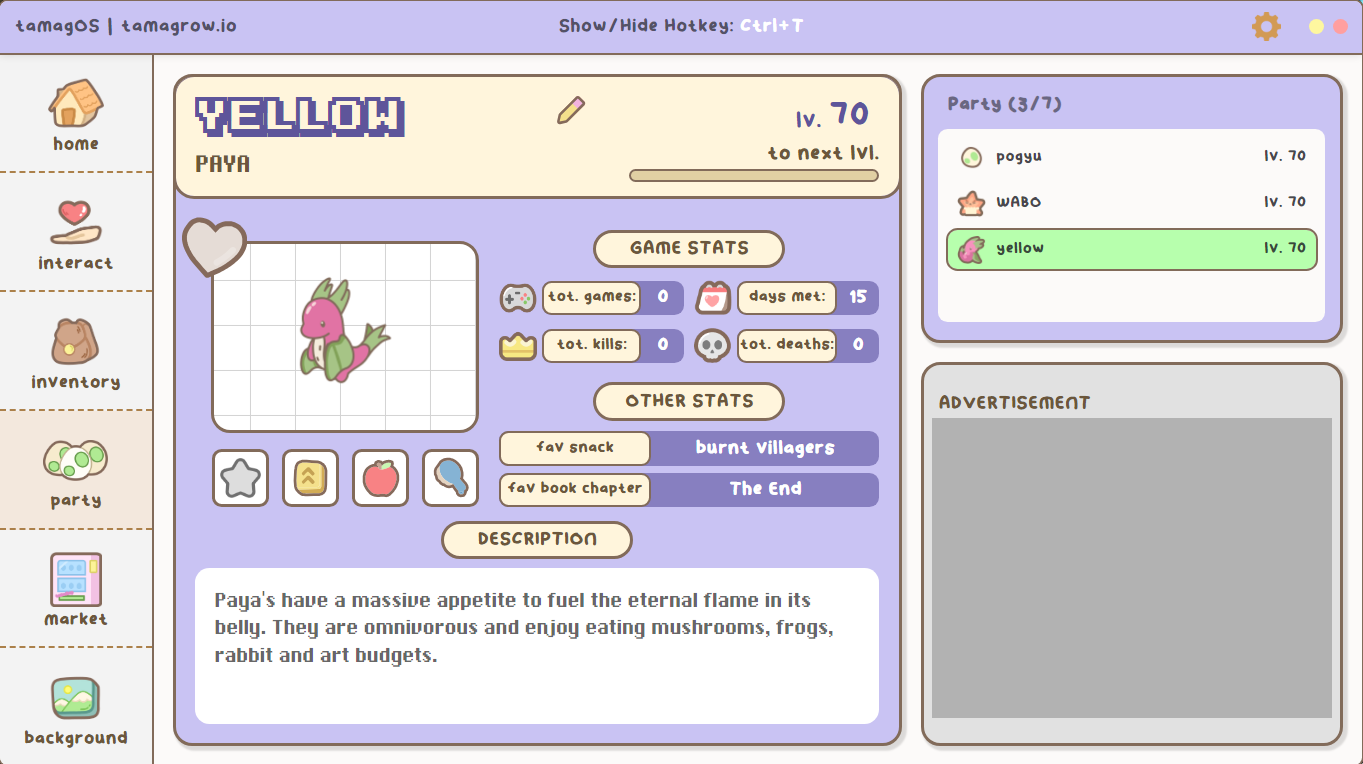 tamagOS | tamagrow.io
Show/Hide Hotkey: Ctrl+T
home
interact
inventory
party
market
background
YELLOW
PAYA
lv. 70
to next lvl.
GAME STATS
tot. games: 0
days met: 15
tot. kills: 0
tot. deaths: 0
OTHER STATS
fav snack burnt Villagers
fav book chapter The End
DESCRIPTION
Paya's have a massive appetite to fuel the eternal flame in its
belly. They are omnivorous and enjoy eating mushrooms, frogs,
rabbit and art budgets.
Party (3/7)
pogyu lv. 70
WABO lv. 70
yellow lv. 70
ADVERTISEMENT